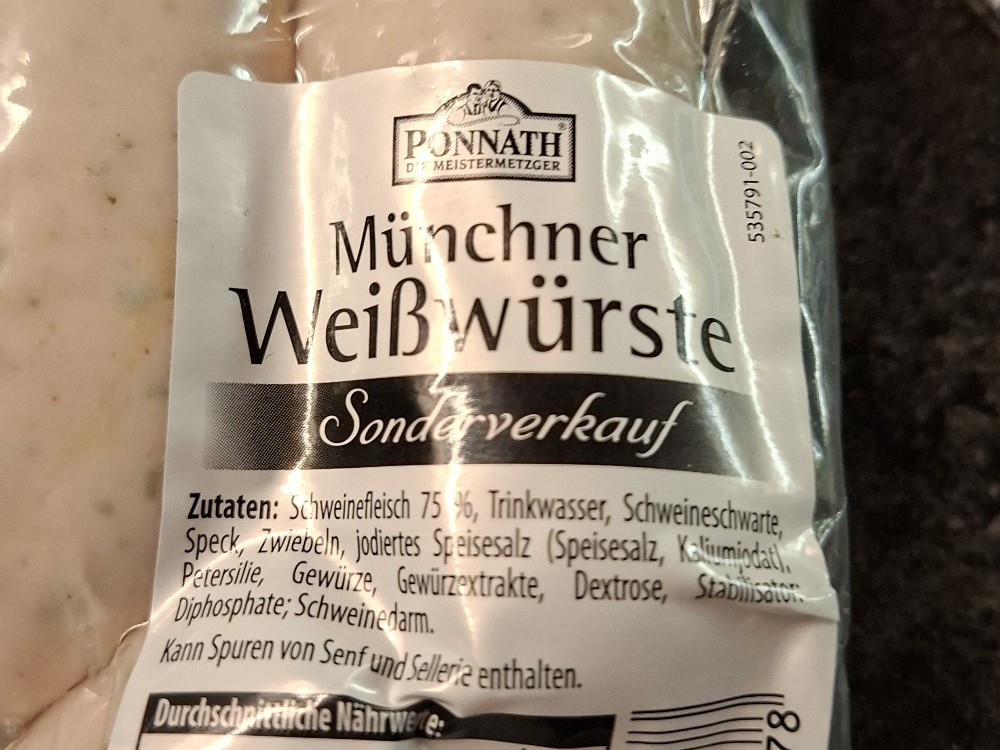 PONNATH
DIE MEISTERMETZGER
535791-002
Münchner
Weißwürste
Sonderverkauf
Zutaten: Schweinefleisch 75 %, Trinkwasser, Schweineschwarte,
Speck, Zwiebeln, jodiertes Speisesalz (Speisesalz, Kaliumjodat),
Petersilie, Gewürze, Gewürzextrakte, Dextrose, Stabilisator:
Diphosphate; Schweinedarm.
Kann Spuren von Senf und Sellerie enthalten.
Durchschnittliche Nährwerte:
78